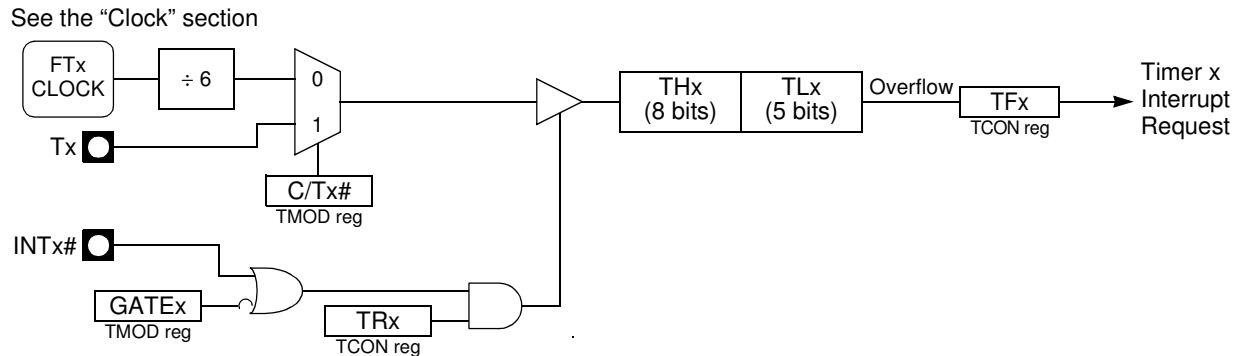 See the “Clock” section
FTx
CLOCK
÷ 6
0
1
Tx
C/Tx#
TMOD reg
THx
(8 bits)
TLx
(5 bits)
Overflow
TFx
TCON reg
Timer x
Interrupt
Request
INTx#
GATEx
TMOD reg
TRx
TCON reg